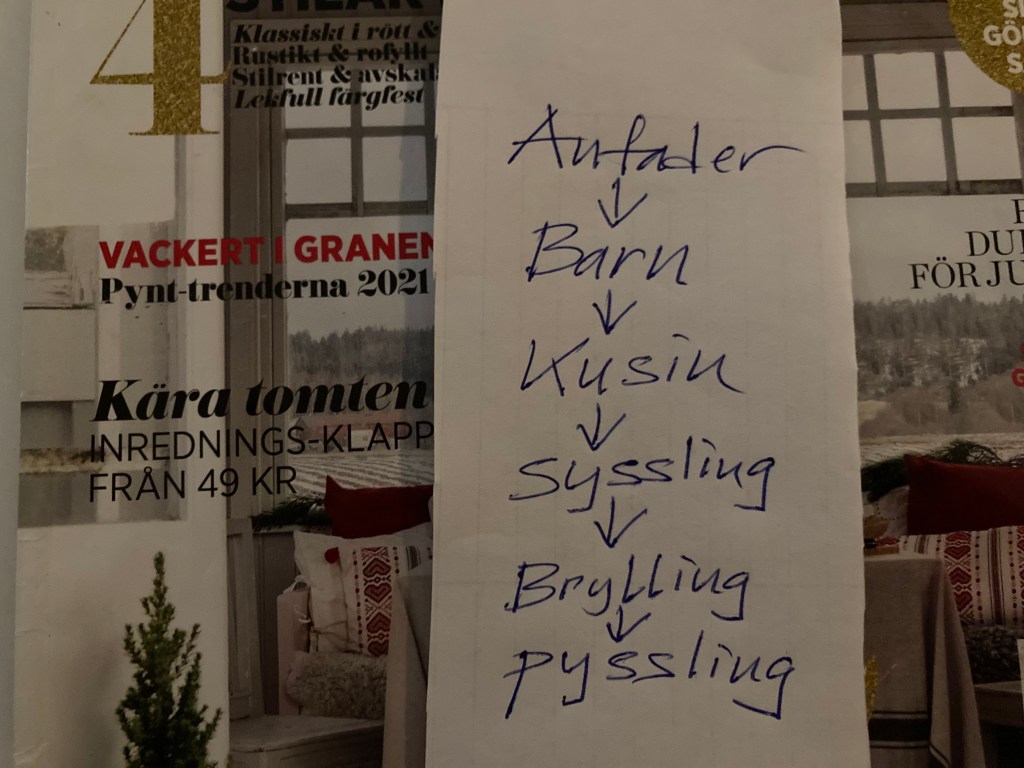 4
Klassiskt i rött &
Rustikt & rofyllt
Stilrent & avskal
Lekfull färgfest
VACKERT I GRANEN
Pynt-trenderna 2021
Kära tomten
INREDNINGS-KLAPP
FRÅN 49 KR
Anfader
Barn
Kusin
Syssling
Brylling
Pyssling
DU
FÖR JU